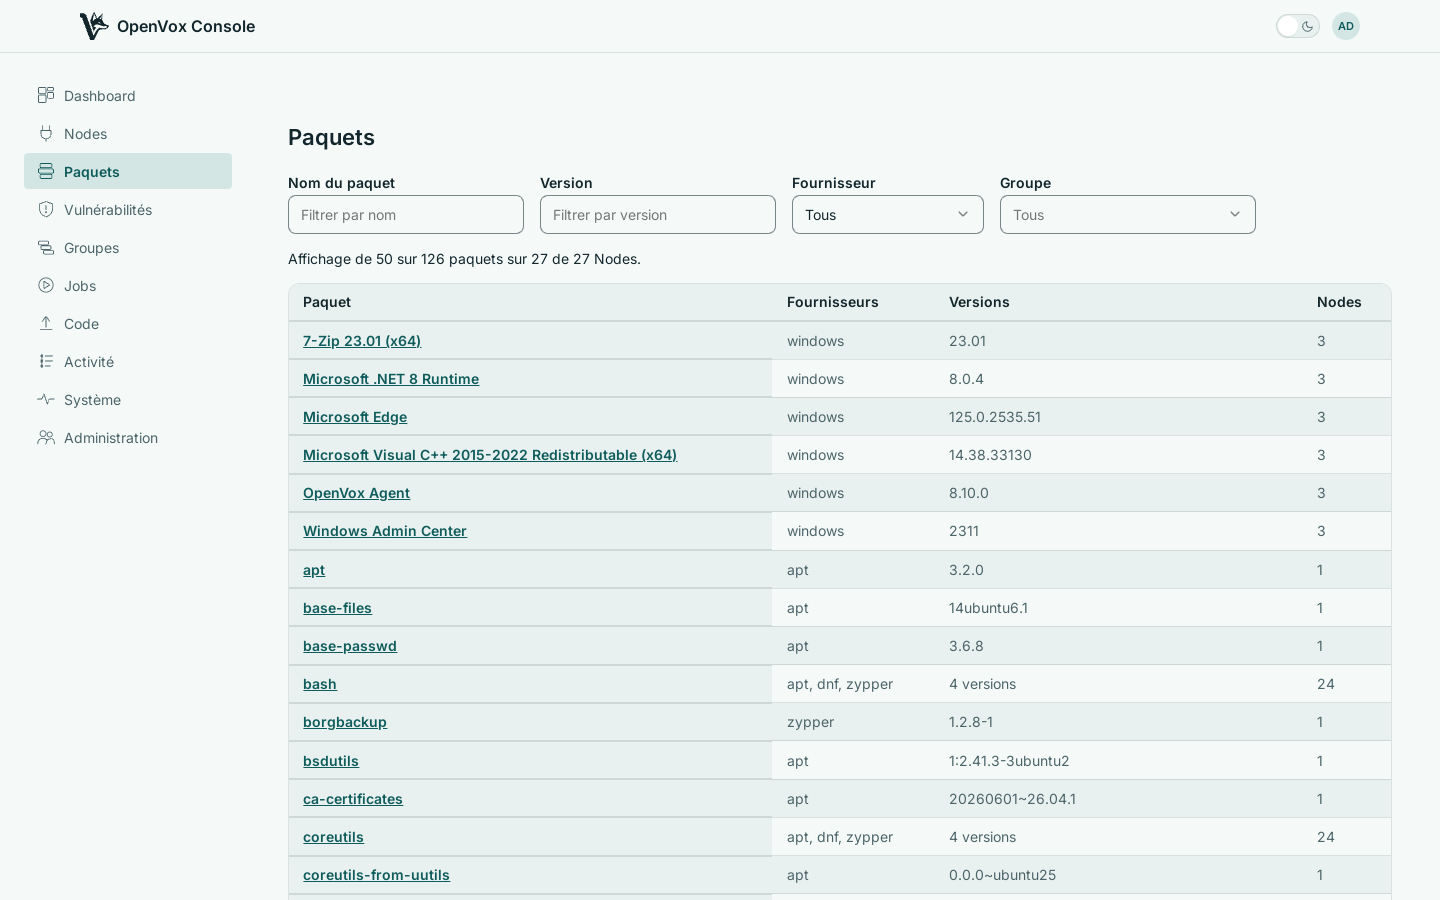 OpenVox Console
AD
Dashboard
Nodes
Paquets
Vulnérabilités
Groupes
Jobs
Code
Activité
Système
Administration
Paquets
Nom du paquet
Version
Fournisseur
Groupe
Filtrer par nom
Filtrer par version
Tous
Tous
Affichage de 50 sur 126 paquets sur 27 de 27 Nodes.
Paquet Fournisseurs Versions Nodes
7-Zip 23.01 (x64) windows 23.01 3
Microsoft .NET 8 Runtime windows 8.0.4 3
Microsoft Edge windows 125.0.2535.51 3
Microsoft Visual C++ 2015-2022 Redistributable (x64) windows 14.38.33130 3
OpenVox Agent windows 8.10.0 3
Windows Admin Center windows 2311 3
apt apt 3.2.0 1
base-files apt 14ubuntu6.1 1
base-passwd apt 3.6.8 1
bash apt, dnf, zypper 4 versions 24
borgbackup zypper 1.2.8-1 1
bsdutils apt 1:2.41.3-3ubuntu2 1
ca-certificates apt 20260601~26.04.1 1
coreutils apt, dnf, zypper 4 versions 24
coreutils-from-uutils apt 0.0.0~ubuntu25 1